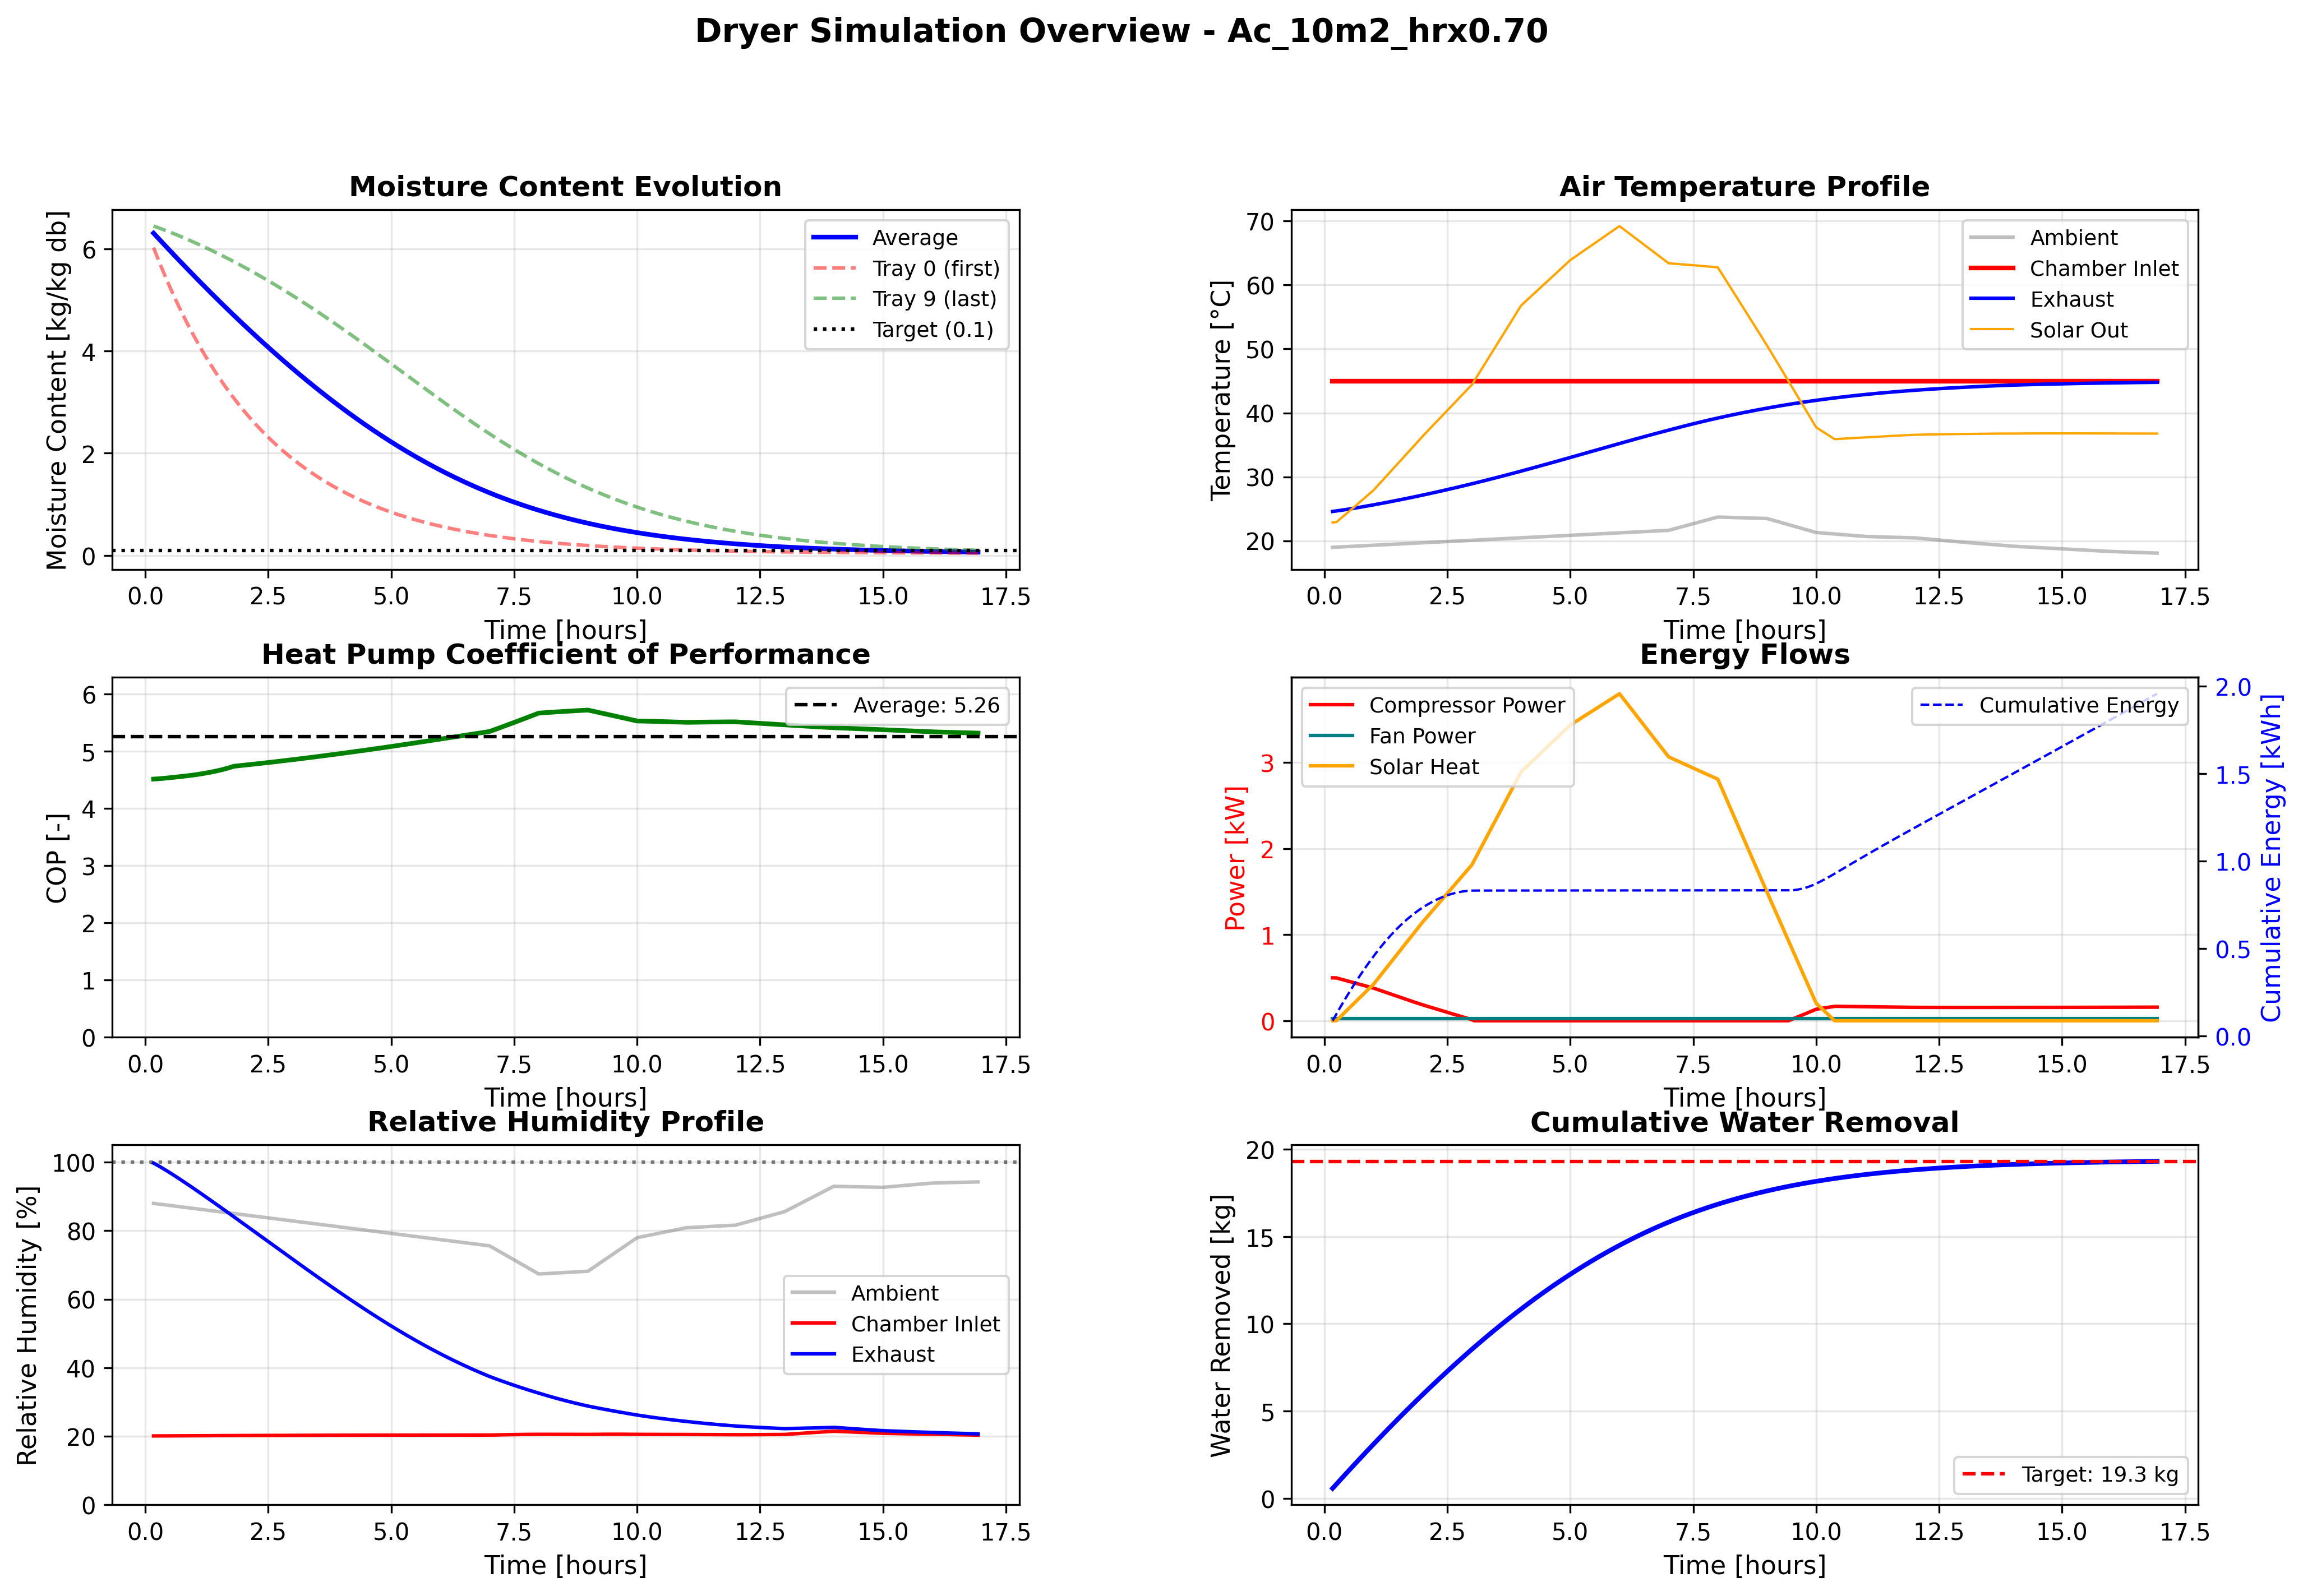 Dryer Simulation Overview - Ac_10m2_hrx0.70
Moisture Content Evolution
Moisture Content [kg/kg db]
6
4
2
0
Average
Tray 0 (first)
Tray 9 (last)
Target (0.1)
0.0 2.5 5.0 7.5 10.0 12.5 15.0 17.5
Time [hours]
Air Temperature Profile
Temperature [°C]
70
60
50
40
30
20
Ambient
Chamber Inlet
Exhaust
Solar Out
0.0 2.5 5.0 7.5 10.0 12.5 15.0 17.5
Time [hours]
Heat Pump Coefficient of Performance
COP [-]
6
5
4
3
2
1
0
Average: 5.26
0.0 2.5 5.0 7.5 10.0 12.5 15.0 17.5
Time [hours]
Energy Flows
Power [kW]
3
2
1
0
Compressor Power
Fan Power
Solar Heat
Cumulative Energy
2.0
1.5
1.0
0.5
0.0
Cumulative Energy [kWh]
0.0 2.5 5.0 7.5 10.0 12.5 15.0 17.5
Time [hours]
Relative Humidity Profile
Relative Humidity [%]
100
80
60
40
20
0
Ambient
Chamber Inlet
Exhaust
0.0 2.5 5.0 7.5 10.0 12.5 15.0 17.5
Time [hours]
Cumulative Water Removal
Water Removed [kg]
20
15
10
5
0
Target: 19.3 kg
0.0 2.5 5.0 7.5 10.0 12.5 15.0 17.5
Time [hours]